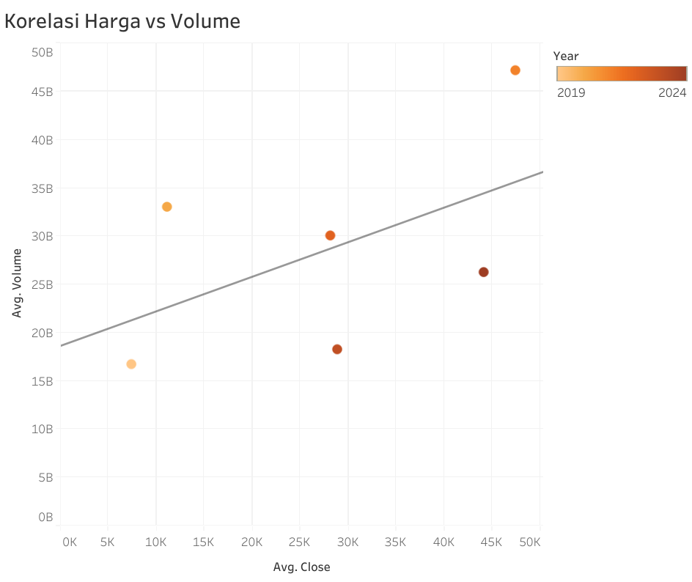 Korelasi Harga vs Volume
Year
2019 2024
50B
45B
40B
35B
30B
25B
20B
15B
10B
5B
0B
Avg. Volume
0K 5K 10K 15K 20K 25K 30K 35K 40K 45K 50K
Avg. Close